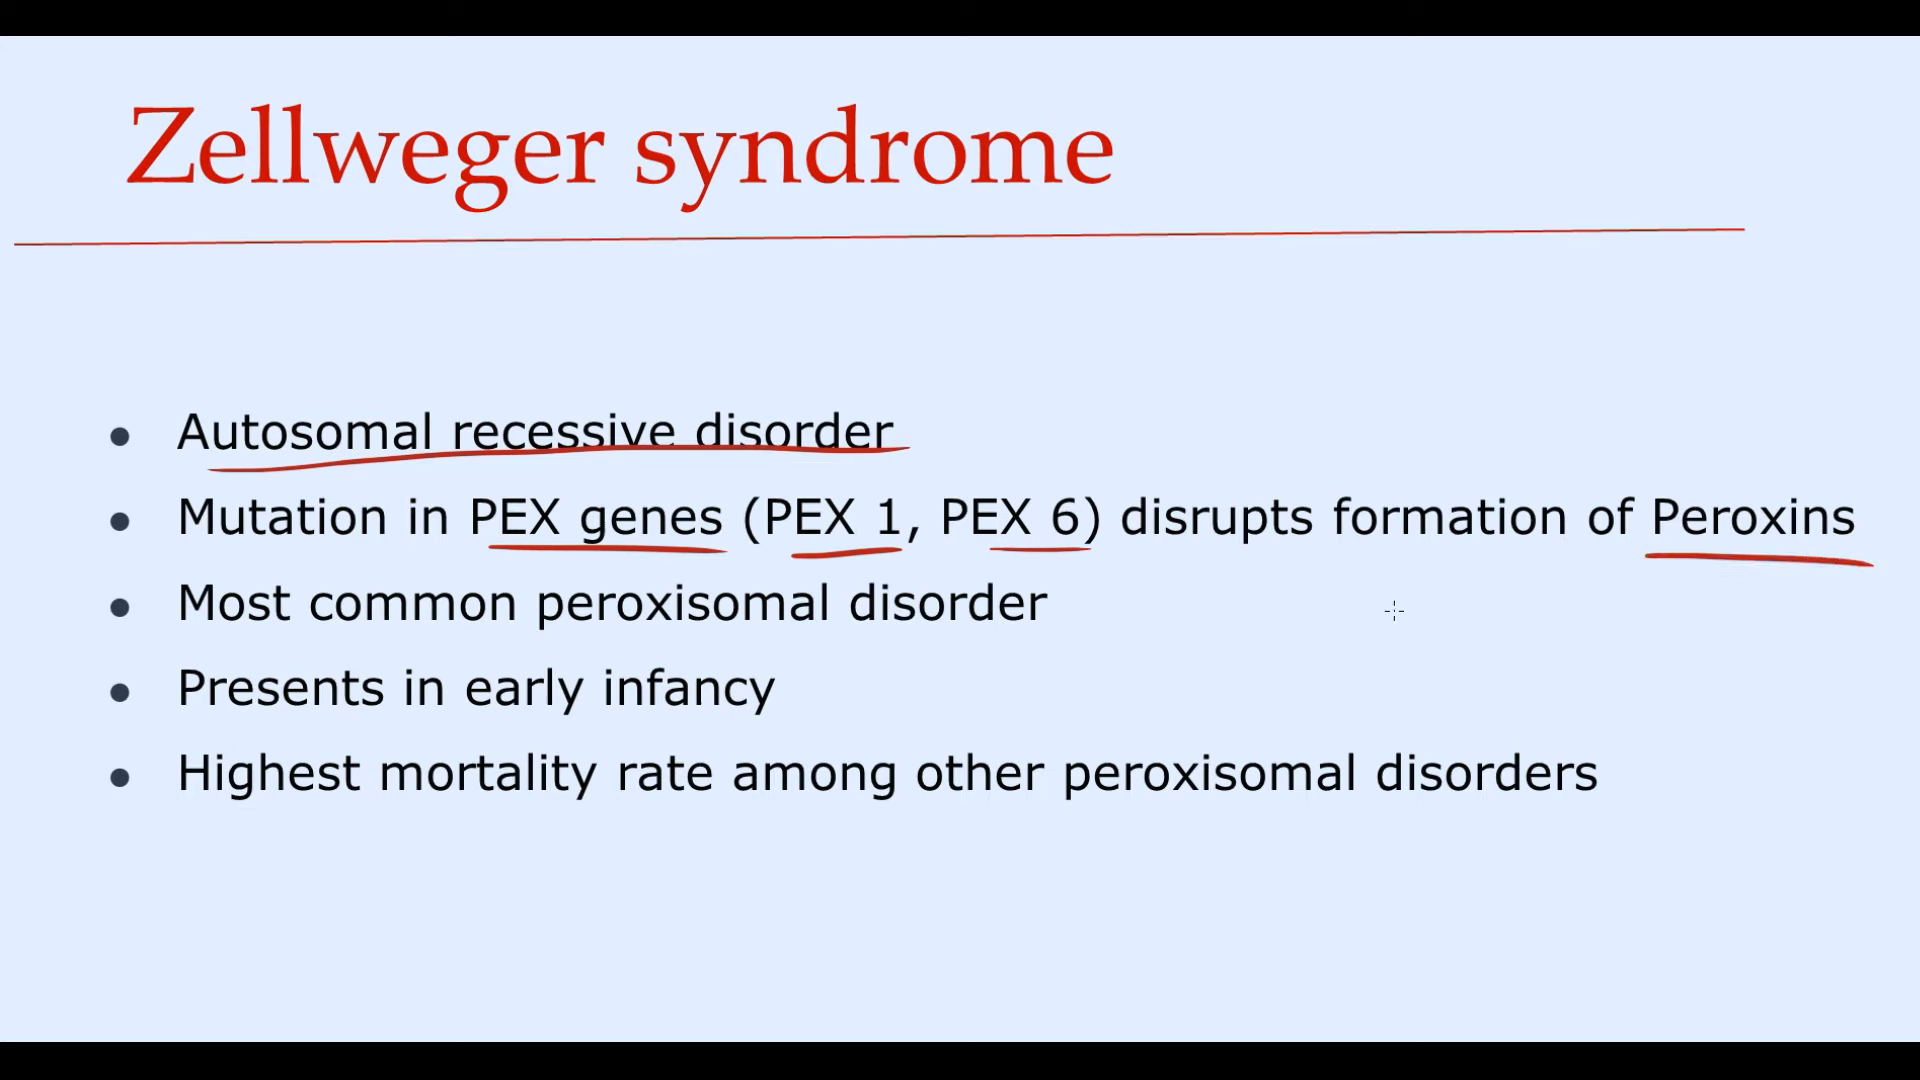 Zellweger syndrome
• Autosomal recessive disorder
• Mutation in PEX genes (PEX 1, PEX 6) disrupts formation of Peroxins
• Most common peroxisomal disorder
• Presents in early infancy
• Highest mortality rate among other peroxisomal disorders